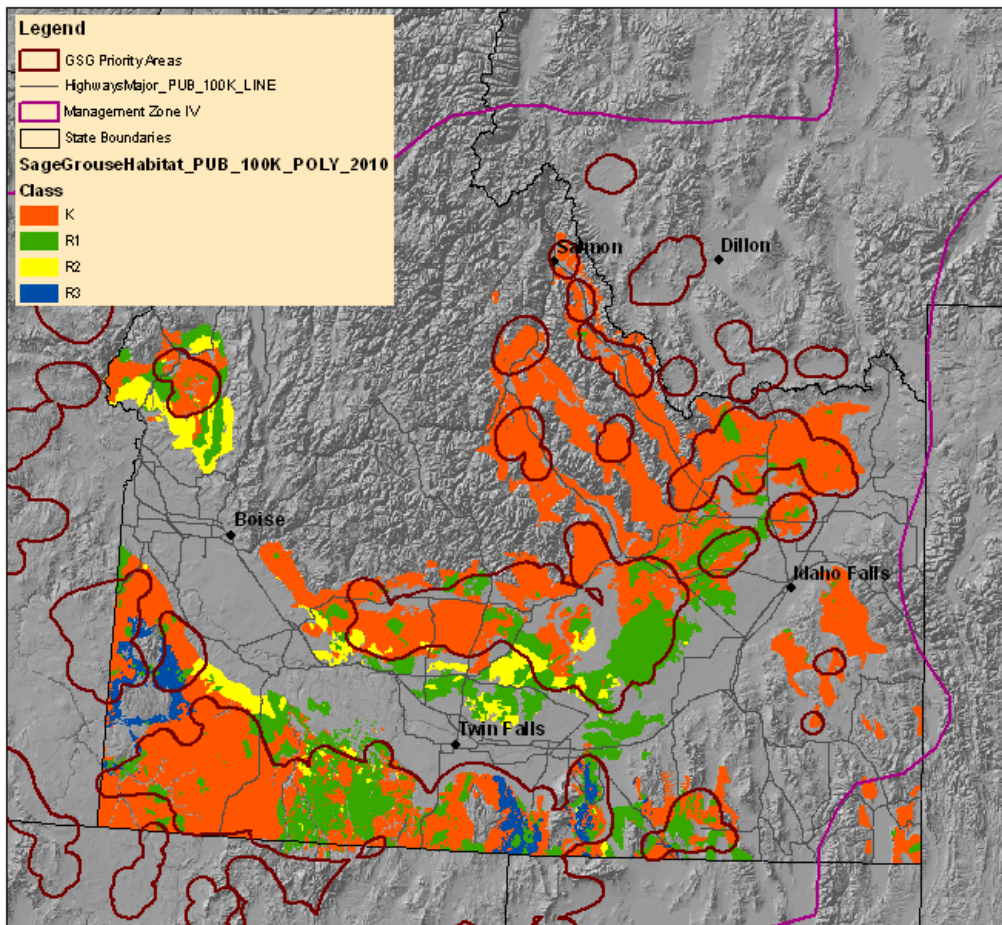 Legend
GSG Priority Areas
HighwaysMajor_PUB_100K_LINE
Management Zone IV
State Boundaries
SageGrouseHabitat_PUB_100K_POLY_2010
Class
K
R1
R2
R3
Salmon
Dillon
Boise
Idaho Falls
Twin Falls